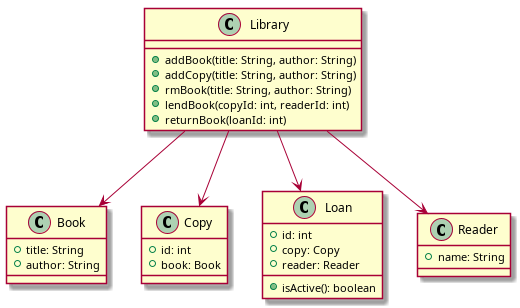 C Library
addBook(title: String, author: String)
addCopy(title: String, author: String)
rmBook(title: String, author: String)
lendBook(copyId: int, readerId: int)
returnBook(loanId: int)
C Book
title: String
author: String
C Copy
id: int
book: Book
C Loan
id: int
copy: Copy
reader: Reader
isActive(): boolean
C Reader
name: String